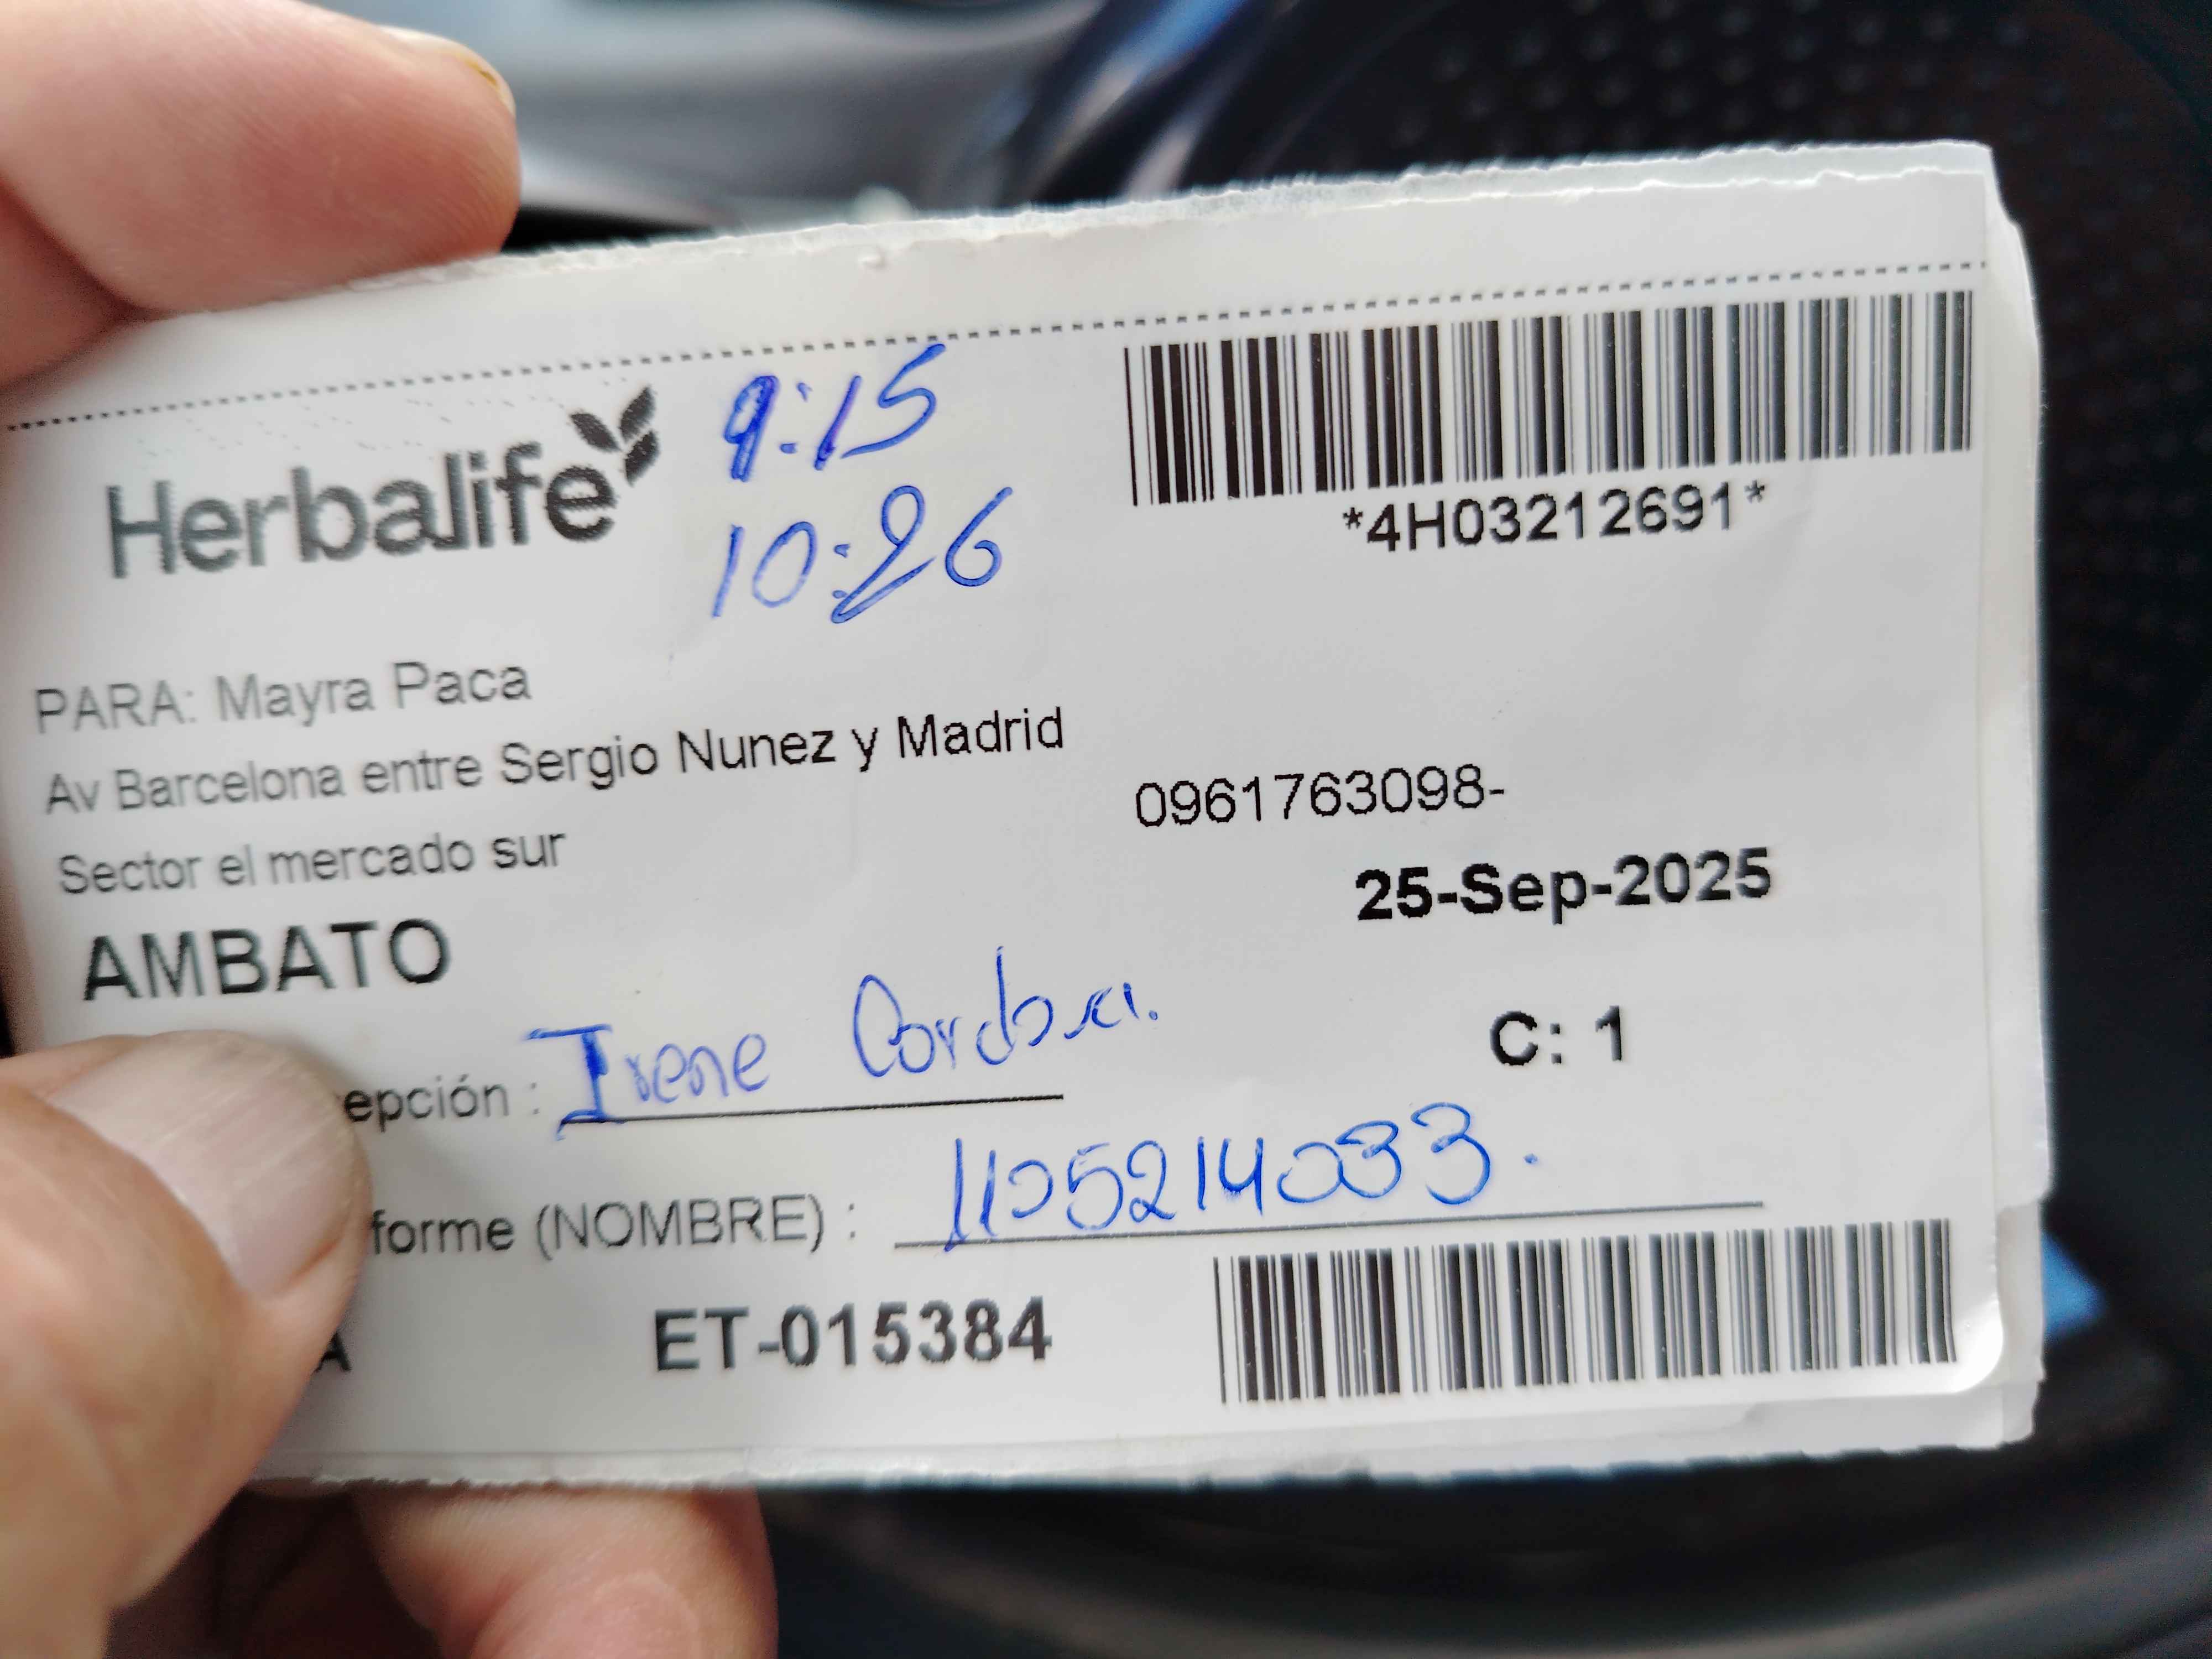 Herbalife
9:15
10:26
*4H03212691*
PARA: Mayra Paca
Av Barcelona entre Sergio Nunez y Madrid
0961763098-
Sector el mercado sur
25-Sep-2025
AMBATO
C: 1
epción : Irene Cordova.
forme (NOMBRE) : 1105214033.
A ET-015384